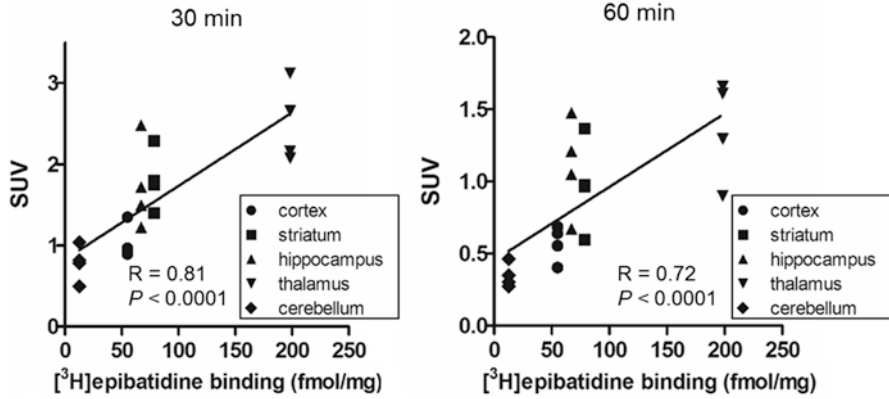 30 min
SUV
3
2
1
0
0 50 100 150 200 250
[³H]epibatidine binding (fmol/mg)
cortex
striatum
hippocampus
thalamus
cerebellum
R = 0.81
P < 0.0001
60 min
SUV
2.0
1.5
1.0
0.5
0.0
0 50 100 150 200 250
[³H]epibatidine binding (fmol/mg)
cortex
striatum
hippocampus
thalamus
cerebellum
R = 0.72
P < 0.0001